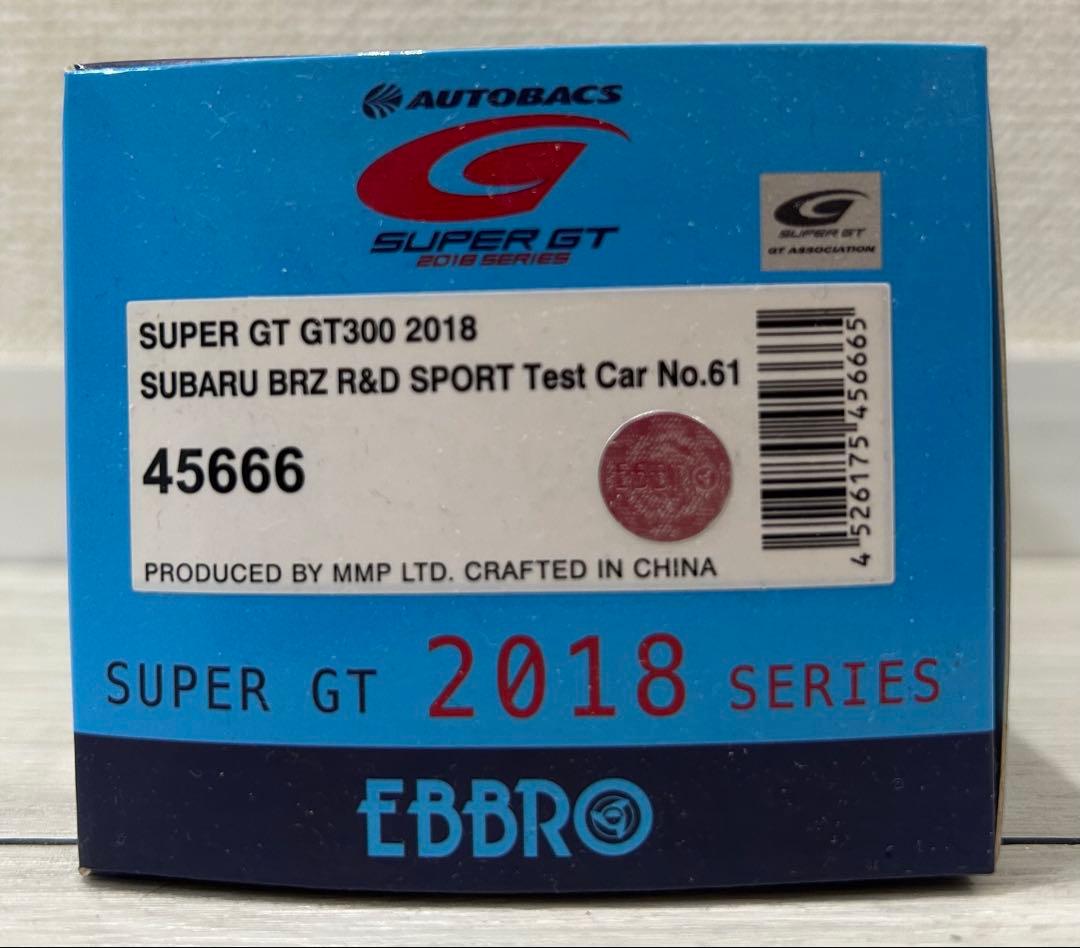 AUTOBACS
SUPER GT
2018 SERIES
SUPER GT
GT ASSOCIATION
SUPER GT GT300 2018
SUBARU BRZ R&D SPORT Test Car No.61
45666
EBBRO
PRODUCED BY MMP LTD. CRAFTED IN CHINA
4 526175 456665
SUPER GT 2018 SERIES
EBBRO